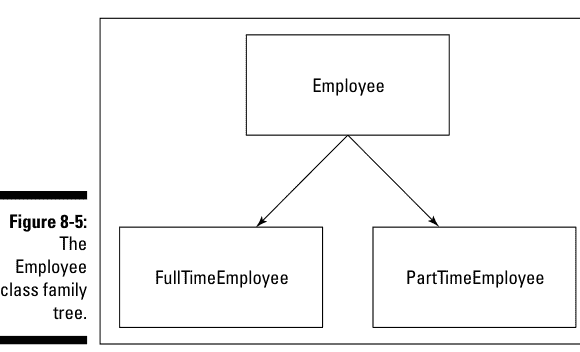 Employee
FullTimeEmployee
PartTimeEmployee
Figure 8-5:
The
Employee
class family
tree.